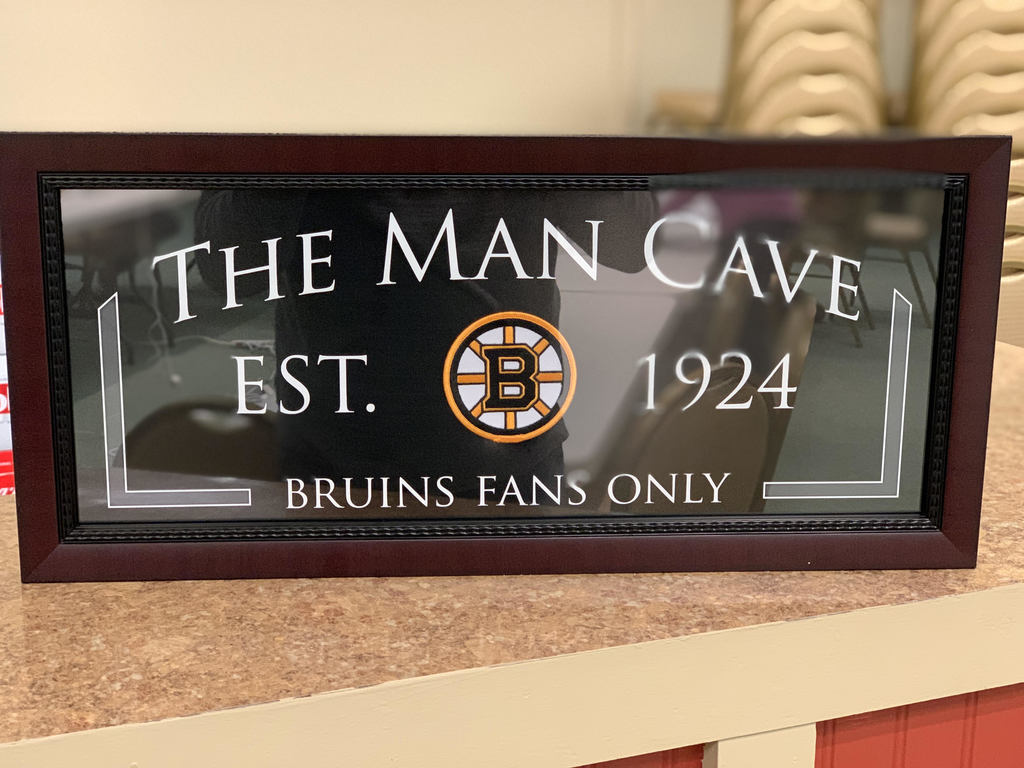 THE MAN CAVE
EST. B 1924
BRUINS FANS ONLY